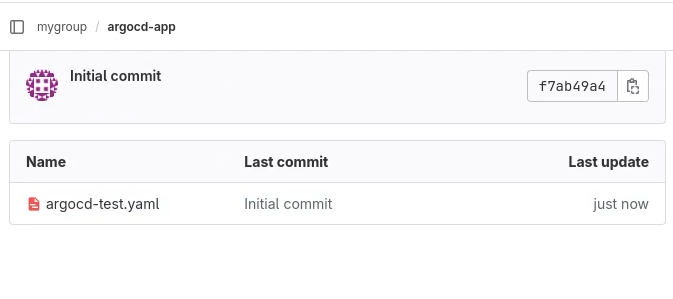 mygroup / argocd-app
Initial commit f7ab49a4
Name Last commit Last update
argocd-test.yaml Initial commit just now